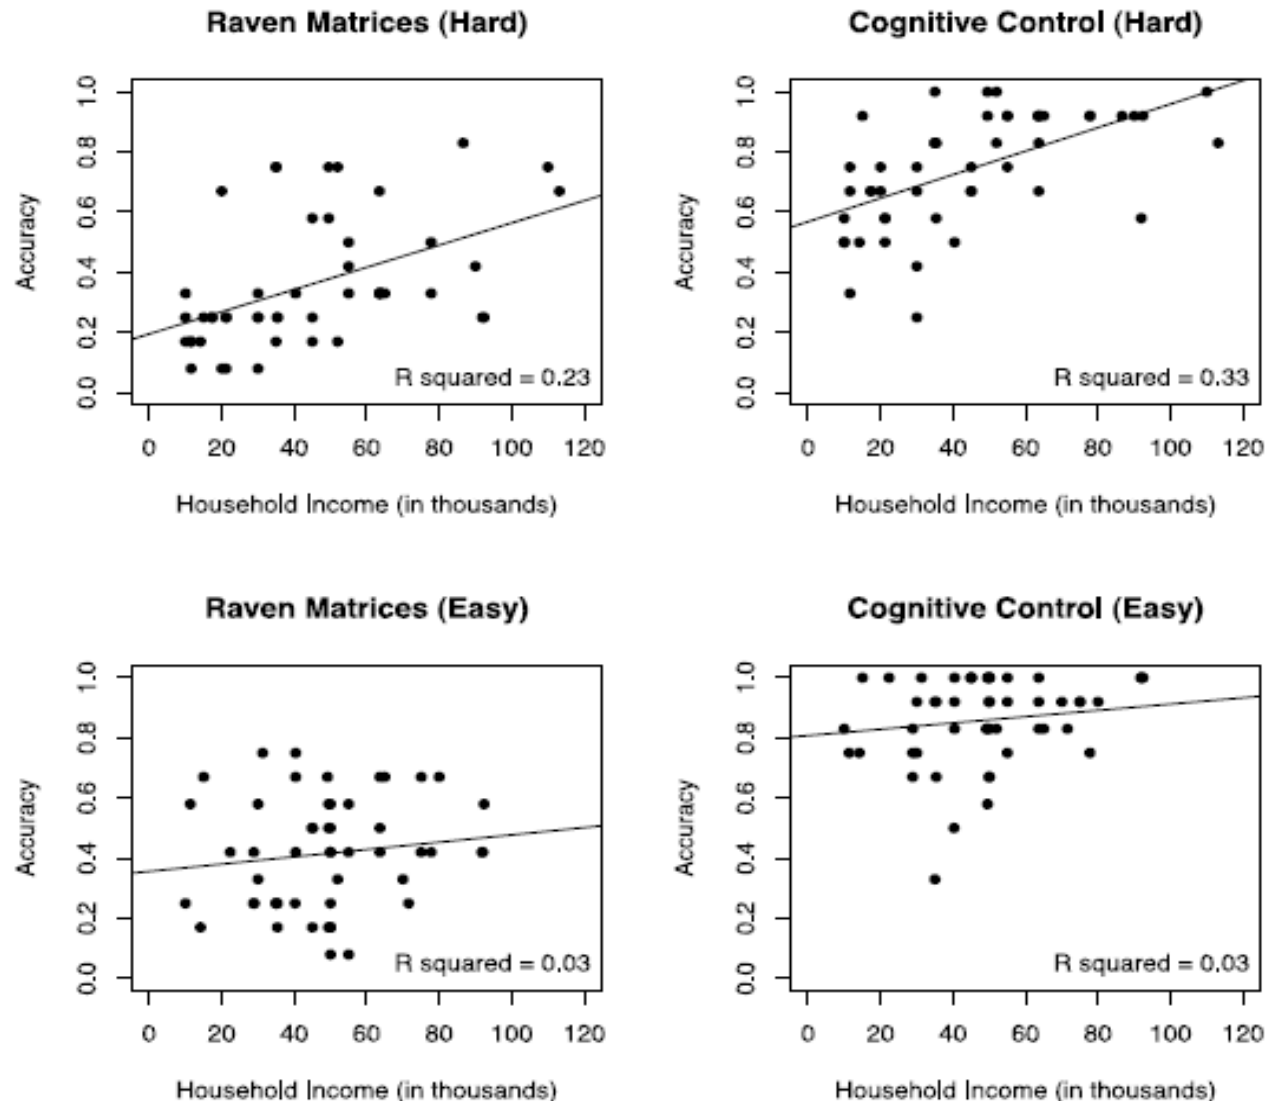 Raven Matrices (Hard)
Accuracy
1.0
0.8
0.6
0.4
0.2
0.0
R squared = 0.23
0 20 40 60 80 100 120
Household Income (in thousands)
Cognitive Control (Hard)
Accuracy
1.0
0.8
0.6
0.4
0.2
0.0
R squared = 0.33
0 20 40 60 80 100 120
Household Income (in thousands)
Raven Matrices (Easy)
Accuracy
1.0
0.8
0.6
0.4
0.2
0.0
R squared = 0.03
0 20 40 60 80 100 120
Household Income (in thousands)
Cognitive Control (Easy)
Accuracy
1.0
0.8
0.6
0.4
0.2
0.0
R squared = 0.03
0 20 40 60 80 100 120
Household Income (in thousands)